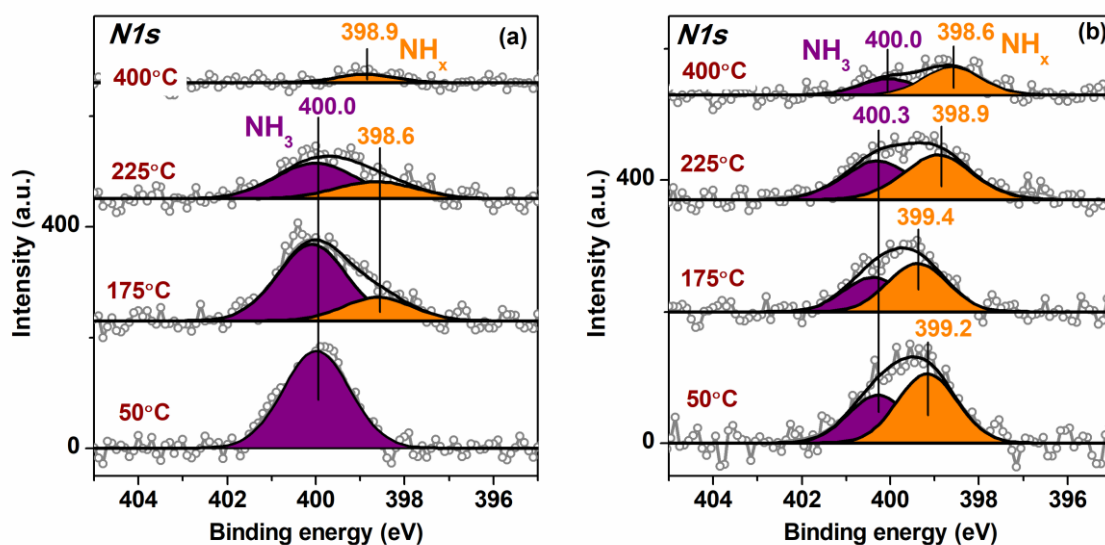 N1s
(a)
398.9
NHx
400°C
400.0
NH3
398.6
225°C
400
175°C
50°C
0
Intensity (a.u.)
404 402 400 398 396
Binding energy (eV)
N1s
(b)
398.6
NH3
400.0
NHx
400°C
400.3
398.9
225°C
400
399.4
175°C
399.2
50°C
0
Intensity (a.u.)
404 402 400 398 396
Binding energy (eV)